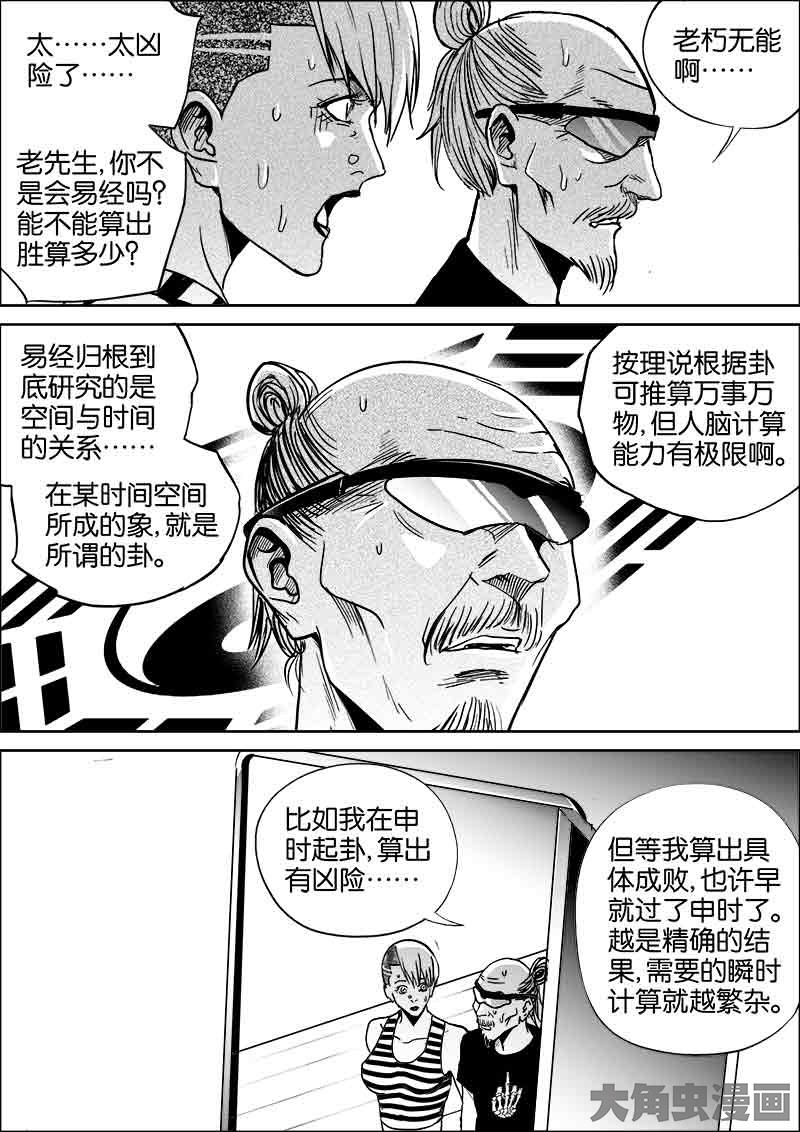 太……太凶
险了……
老先生,你不
是会易经吗?
能不能算出
胜算多少?
老朽无能
啊……
易经归根到
底研究的是
空间与时间
的关系……
在某时间空间
所成的象,就是
所谓的卦。
按理说根据卦
可推算万事万
物,但人脑计算
能力有极限啊。
比如我在申
时起卦,算出
有凶险……
但等我算出具
体成败,也许早
就过了申时了。
越是精确的结
果,需要的瞬时
计算就越繁杂。
大角虫漫画